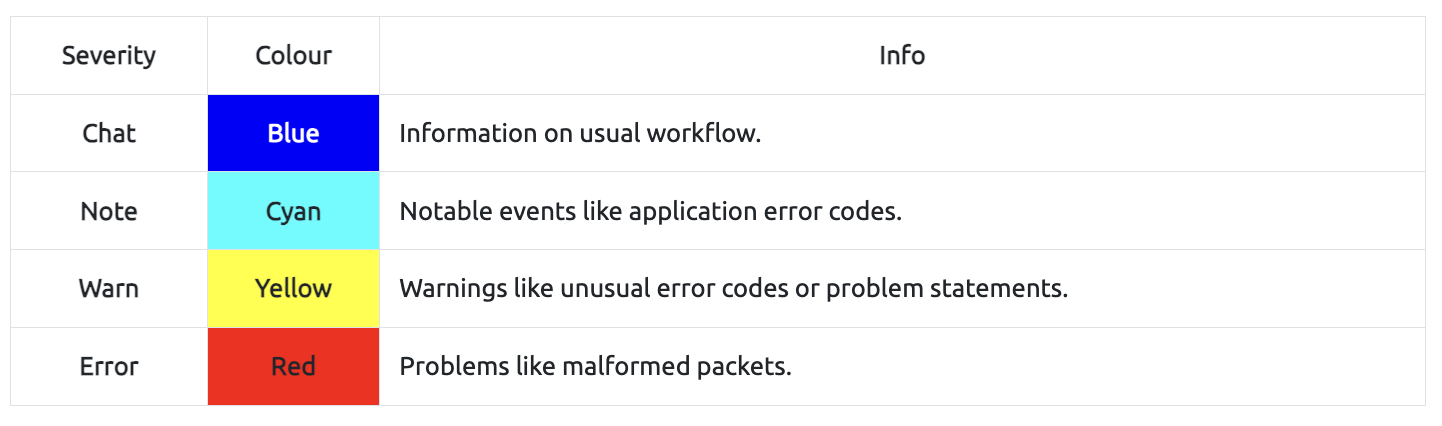 Severity Colour Info
Chat Blue Information on usual workflow.
Note Cyan Notable events like application error codes.
Warn Yellow Warnings like unusual error codes or problem statements.
Error Red Problems like malformed packets.